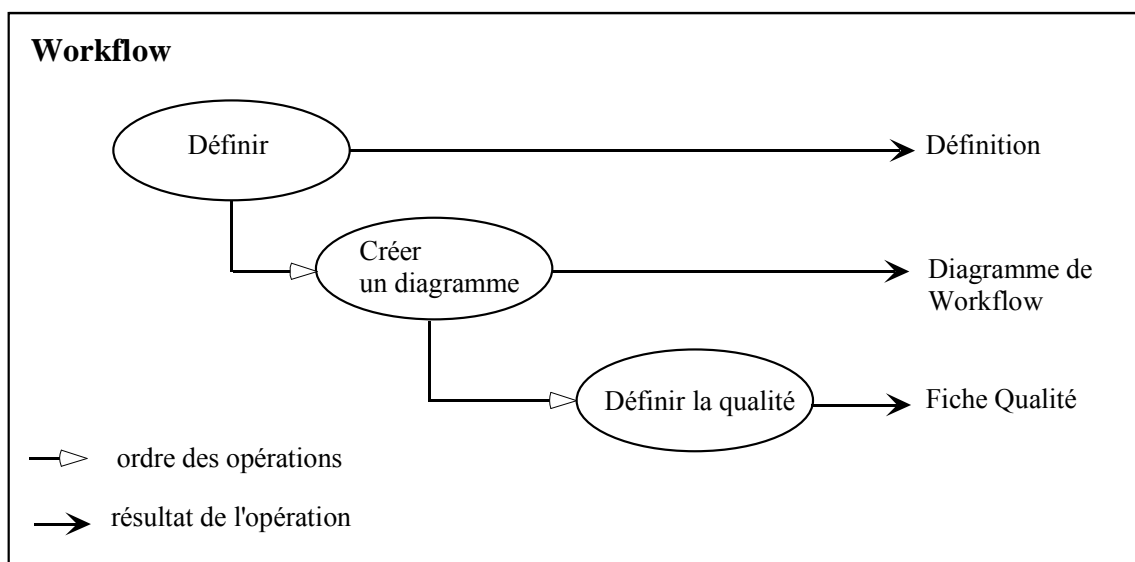 Workflow
Définir
Définition
Créer
un diagramme
Diagramme de
Workflow
Définir la qualité
Fiche Qualité
ordre des opérations
résultat de l'opération